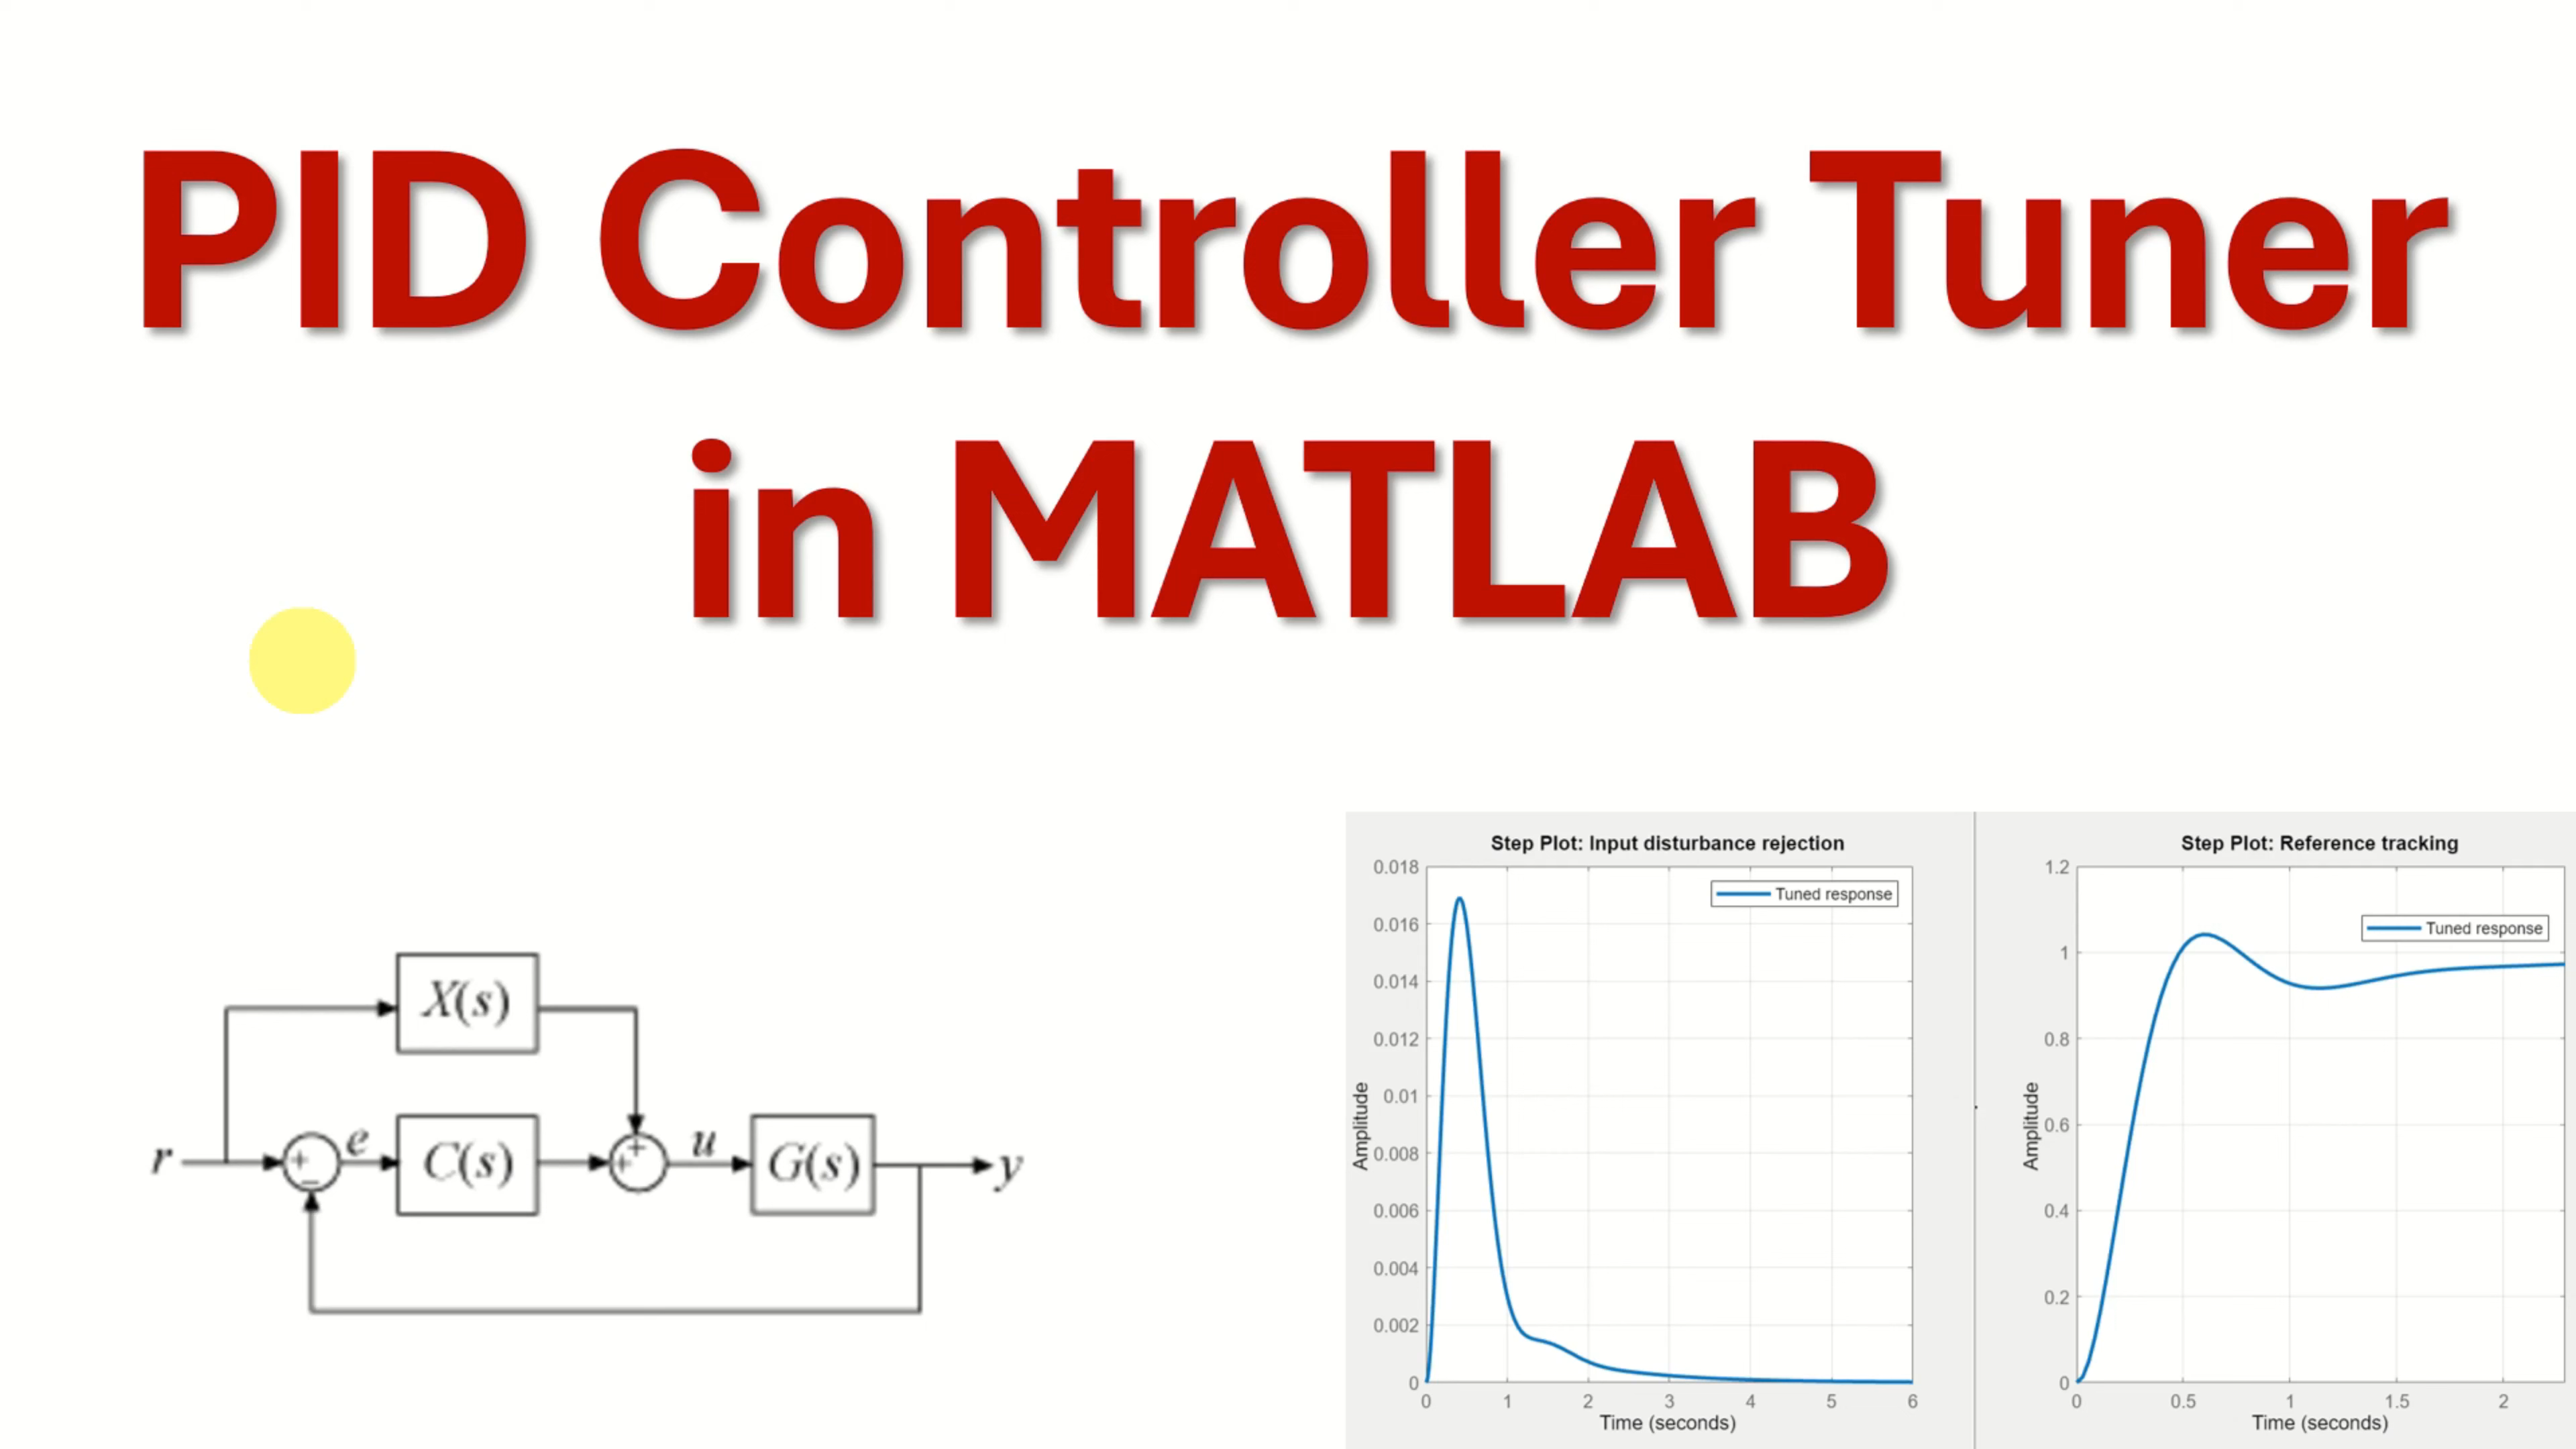 PID Controller Tuner
in MATLAB
X(s)
r
+
−
e
C(s)
+
+
u
G(s)
y
Step Plot: Input disturbance rejection
Tuned response
0.018
0.016
0.014
0.012
0.01
0.008
0.006
0.004
0.002
0
Amplitude
0 1 2 3 4 5 6
Time (seconds)
Step Plot: Reference tracking
Tuned response
1.2
1
0.8
0.6
0.4
0.2
0
Amplitude
0 0.5 1 1.5 2
Time (seconds)